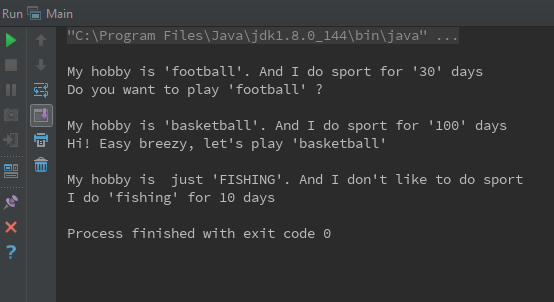 Run Main
"C:\Program Files\Java\jdk1.8.0_144\bin\java" ...
My hobby is 'football'. And I do sport for '30' days
Do you want to play 'football' ?
My hobby is 'basketball'. And I do sport for '100' days
Hi! Easy breezy, let's play 'basketball'
My hobby is  just 'FISHING'. And I don't like to do sport
I do 'fishing' for 10 days
Process finished with exit code 0